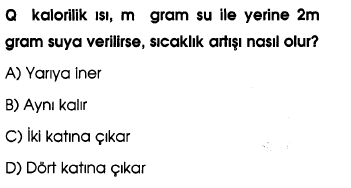 Q kalorilik ısı, m gram su ile yerine 2m
gram suya verilirse, sıcaklık artışı nasıl olur?
A) Yarıya iner
B) Aynı kalır
C) İki katına çıkar
D) Dört katına çıkar